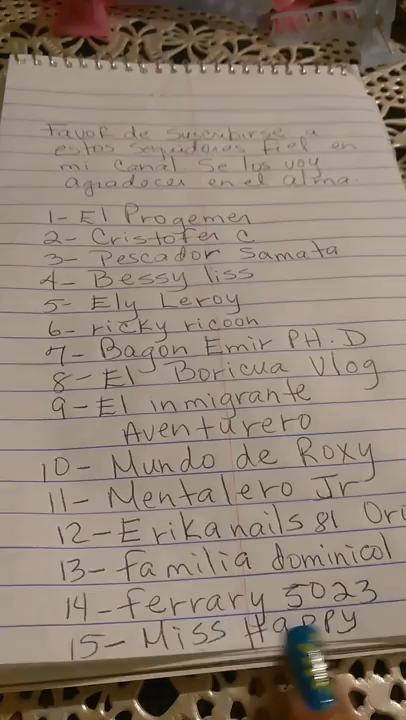 Favor de suscribirse a
estos seguidores fiel en
mi canal. Se los voy
agradocer en el alma.
1- El Progemer
2- Cristofer C
3- Pescador Samata
4- Bessy liss
5- Ely Leroy
6- ricky ricoon
7- Bagon Emir PH.D
8- El Boricua Vlog
9- El inmigrante
Aventurero
10- Mundo de Roxy
11- Mentalero Jr
12- Erikanails 81
13- familia dominicol
14- ferrary 5023
15- Miss Happy